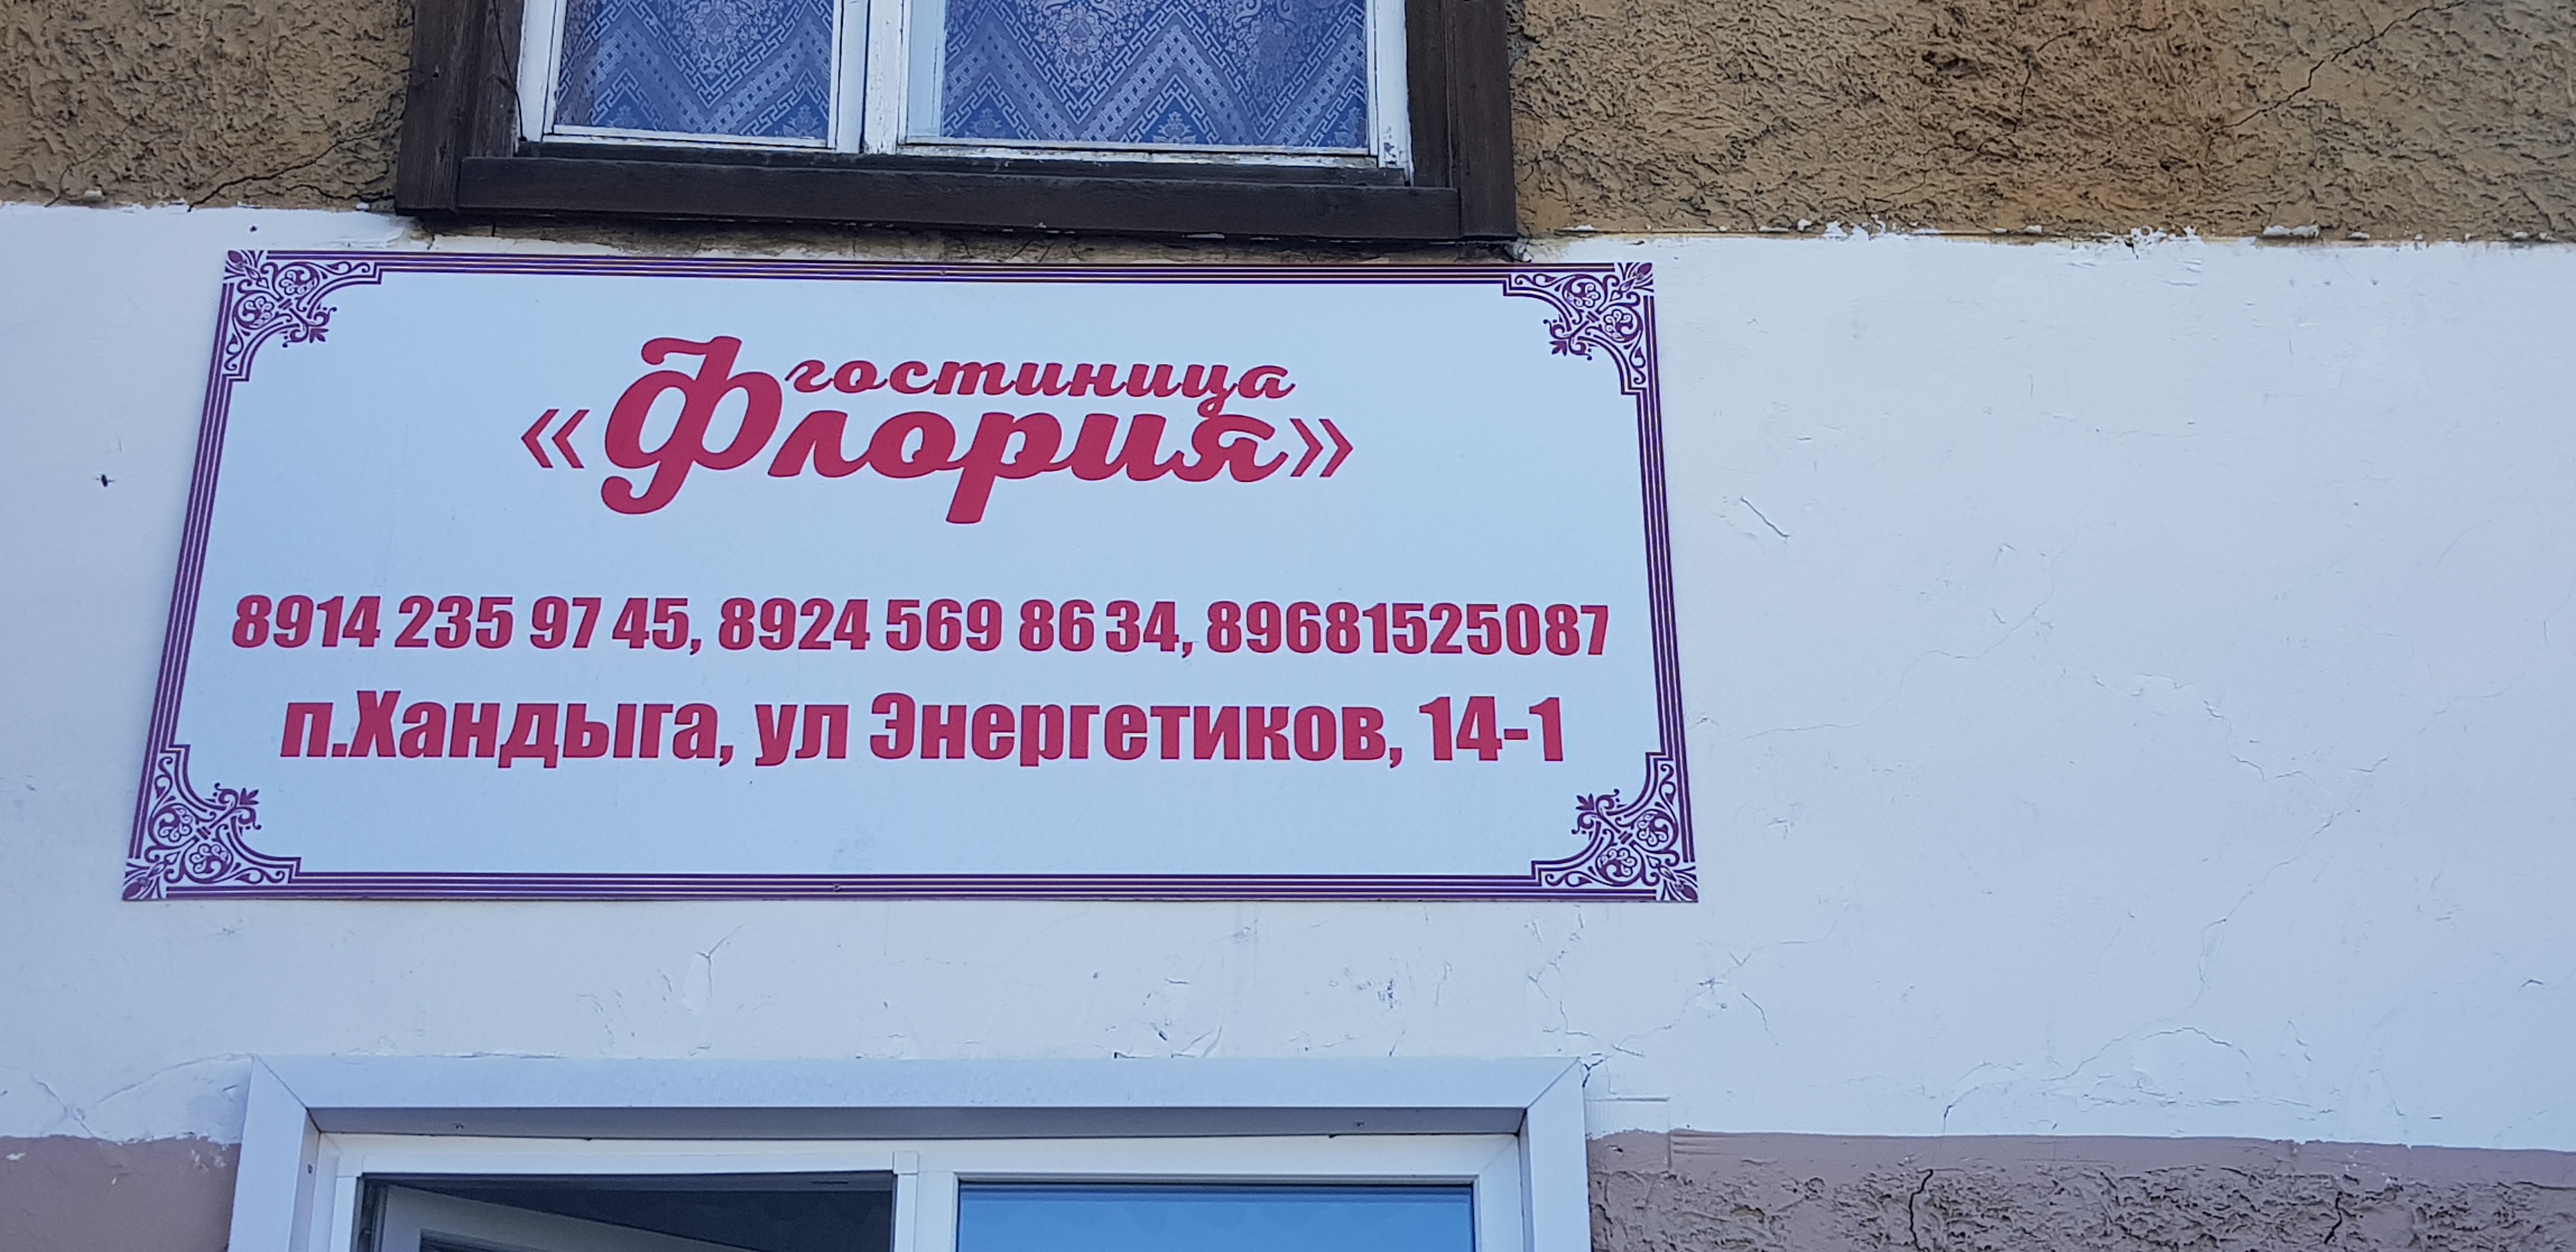 гостиница
«Флория»
8914 235 97 45, 8924 569 86 34, 89681525087
п.Хандыга, ул Энергетиков, 14-1